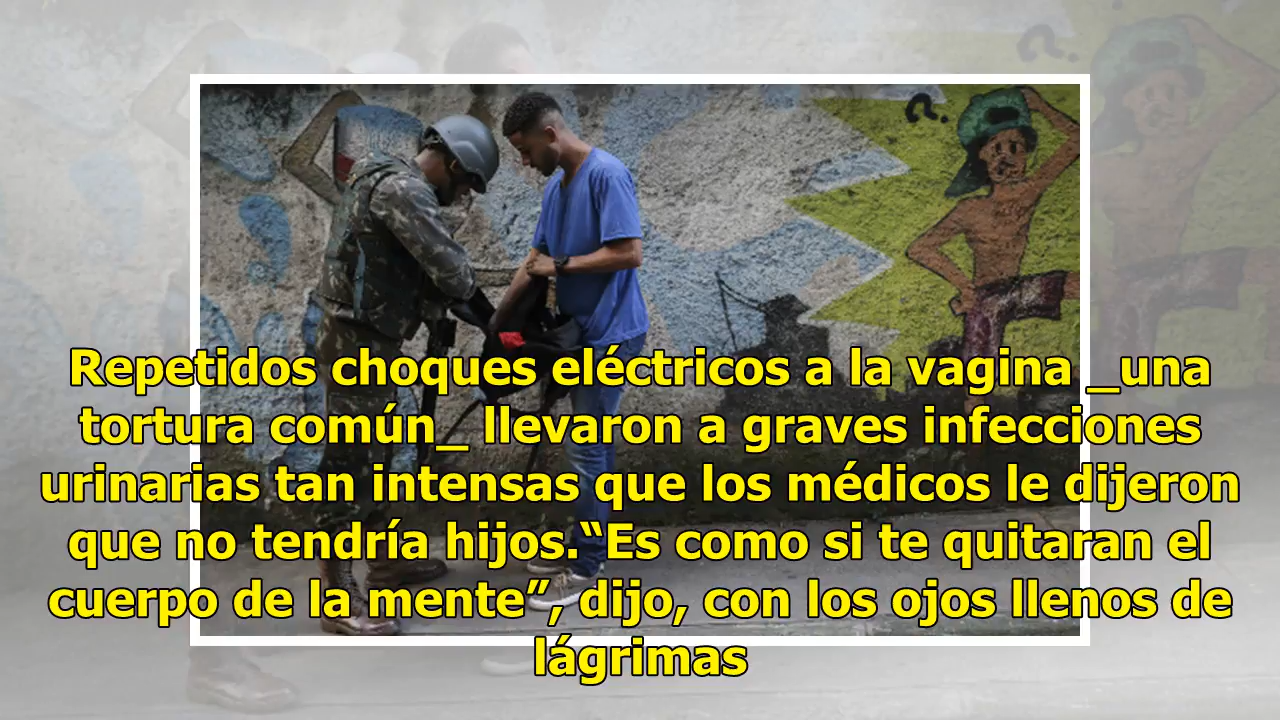 Repetidos choques eléctricos a la vagina _una
tortura común_ llevaron a graves infecciones
urinarias tan intensas que los médicos le dijeron
que no tendría hijos.“Es como si te quitaran el
cuerpo de la mente”, dijo, con los ojos llenos de
lágrimas